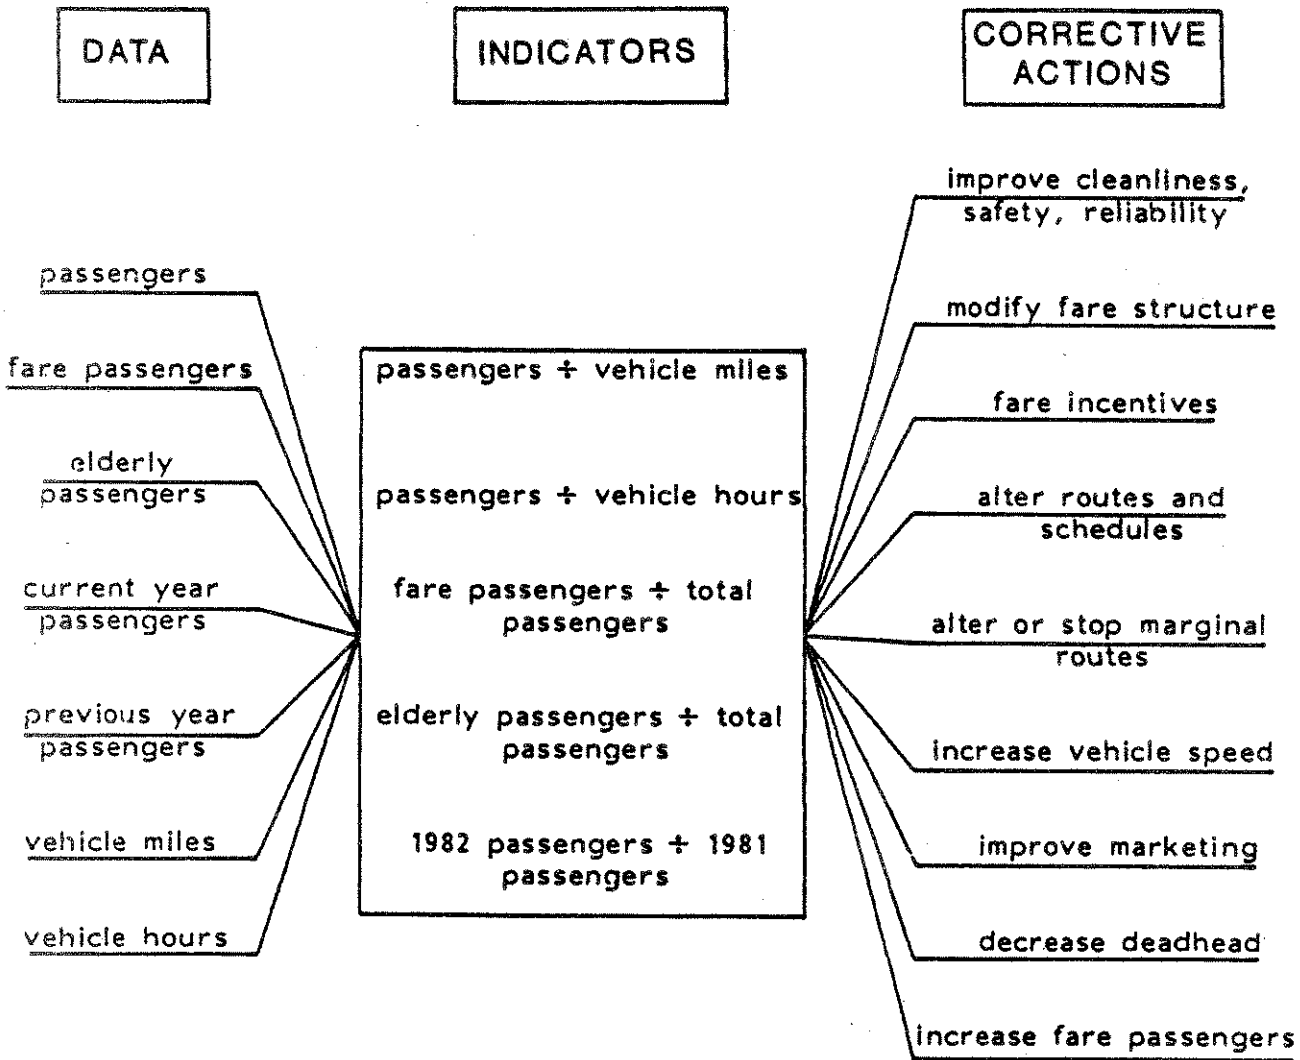 DATA
INDICATORS
CORRECTIVE
ACTIONS
passengers
fare passengers
elderly
passengers
current year
passengers
previous year
passengers
vehicle miles
vehicle hours
passengers ÷ vehicle miles
passengers ÷ vehicle hours
fare passengers ÷ total
passengers
elderly passengers ÷ total
passengers
1982 passengers ÷ 1981
passengers
improve cleanliness,
safety, reliability
modify fare structure
fare incentives
alter routes and
schedules
alter or stop marginal
routes
increase vehicle speed
improve marketing
decrease deadhead
increase fare passengers